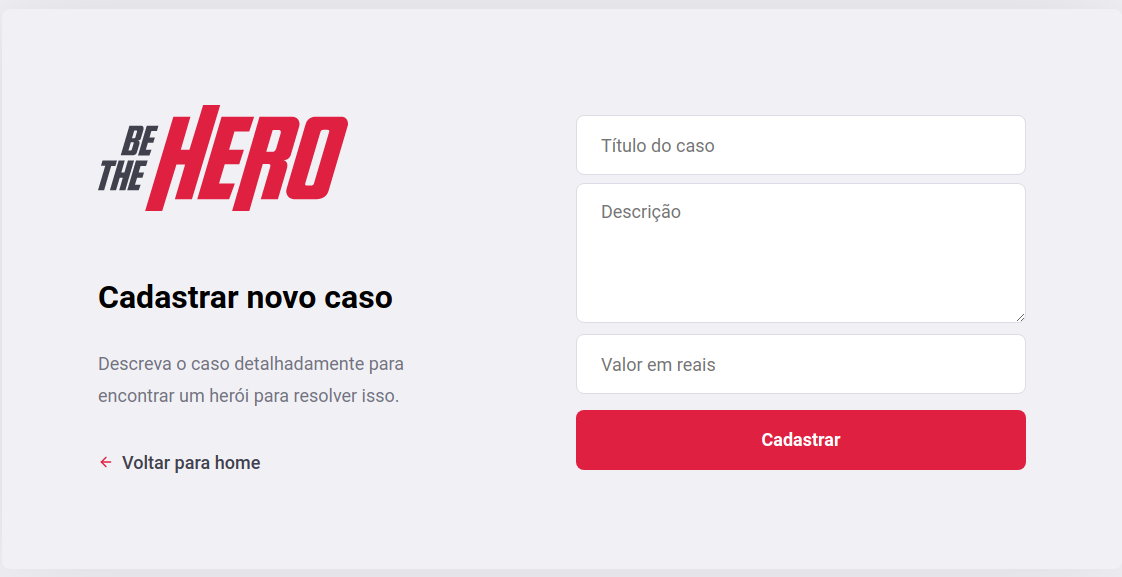 BE
THE
HERO
Cadastrar novo caso
Descreva o caso detalhadamente para
encontrar um herói para resolver isso.
Voltar para home
Título do caso
Descrição
Valor em reais
Cadastrar